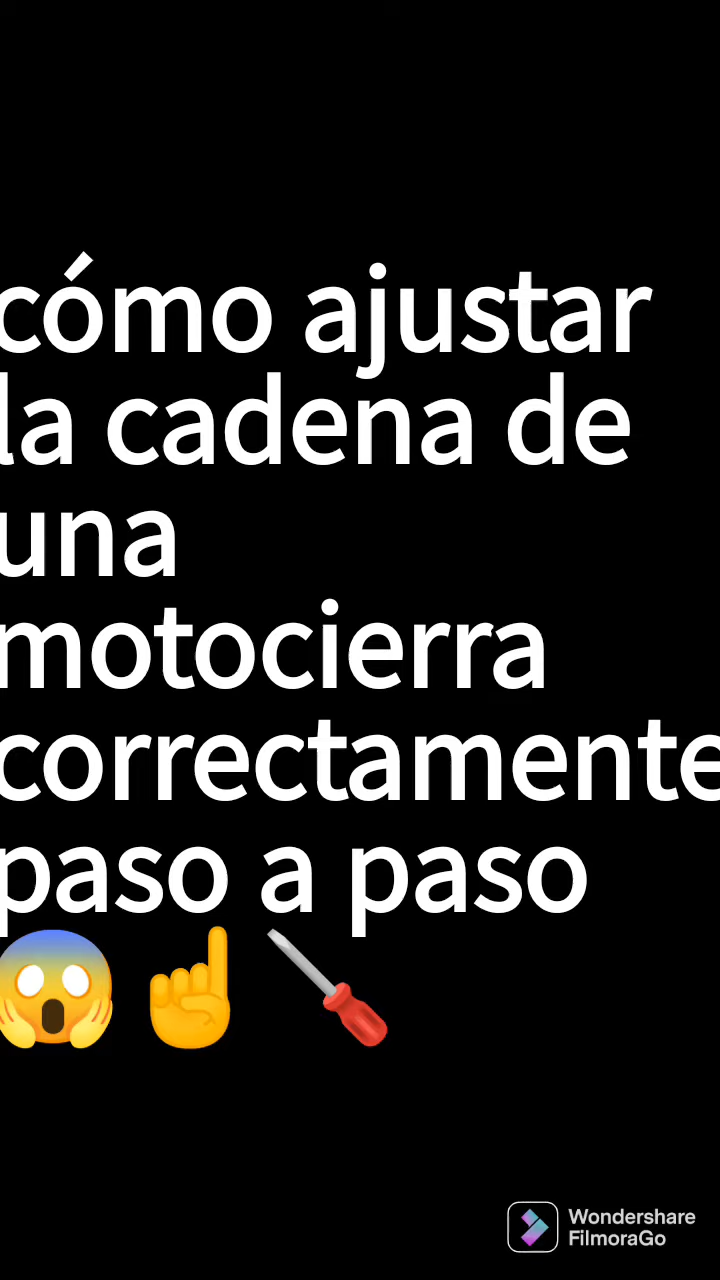 cómo ajustar
la cadena de
una
motocierra
correctamente
paso a paso
😱☝🪛
Wondershare
FilmoraGo